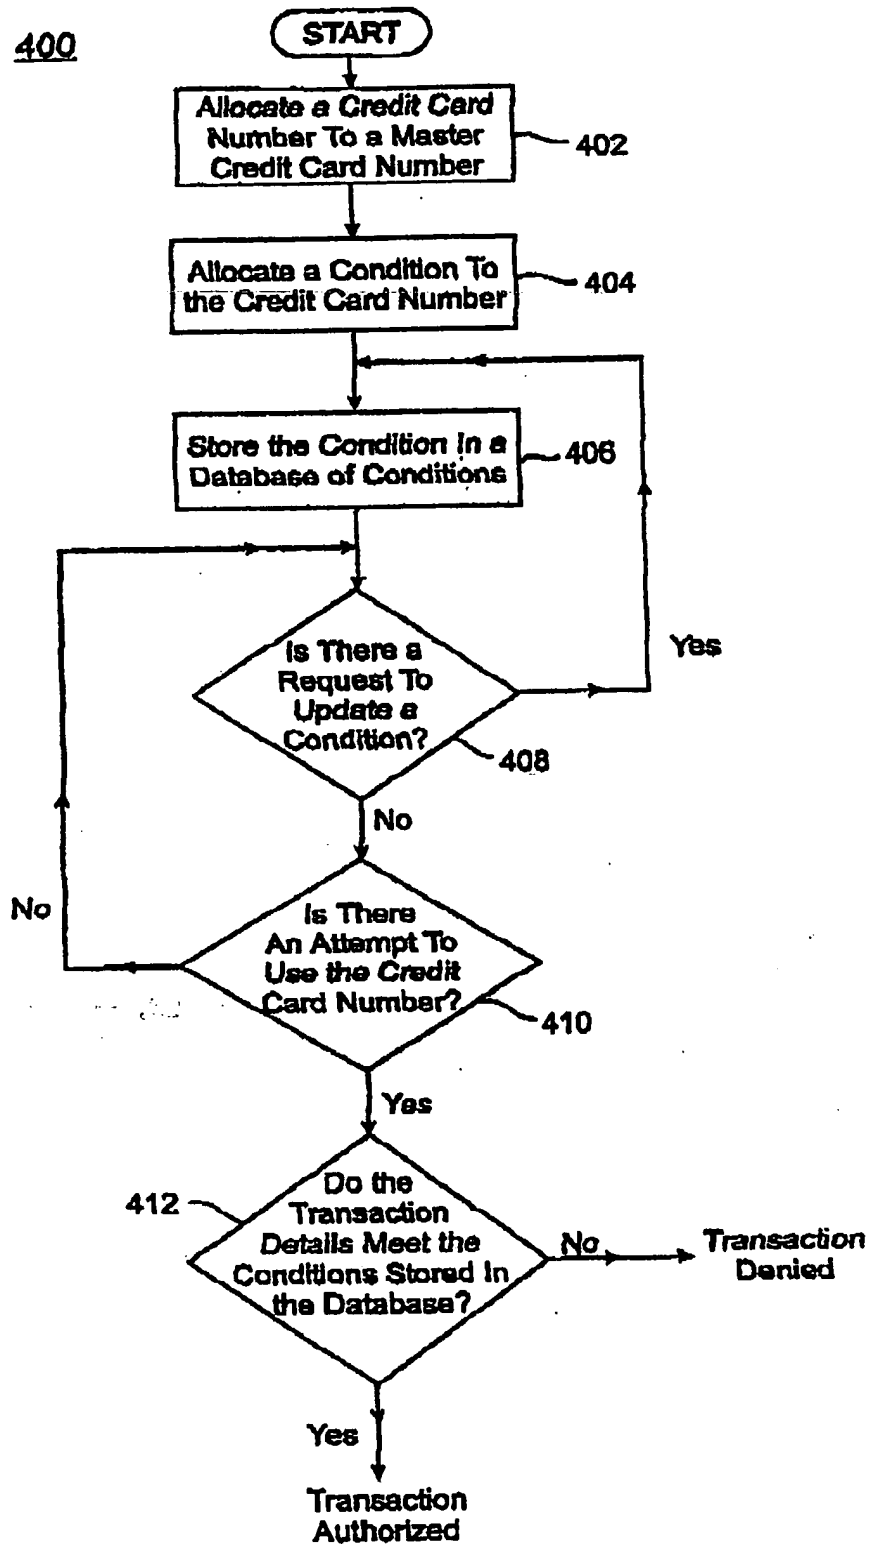 400
START
Allocate a Credit Card
Number To a Master
Credit Card Number
402
Allocate a Condition To
the Credit Card Number
404
Store the Condition In a
Database of Conditions
406
Is There a
Request To
Update a
Condition?
408
Yes
No
Is There
An Attempt To
Use the Credit
Card Number?
410
No
Yes
412
Do the
Transaction
Details Meet the
Conditions Stored In
the Database?
No
Transaction
Denied
Yes
Transaction
Authorized